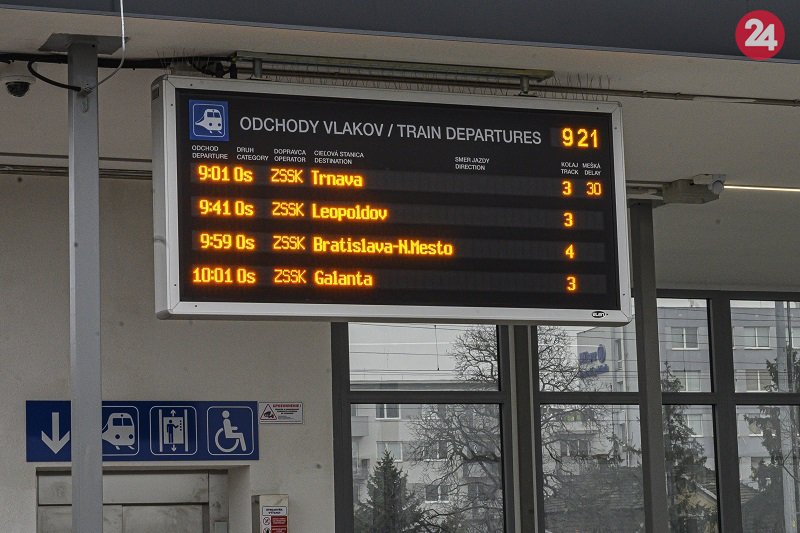 24
ODCHODY VLAKOV / TRAIN DEPARTURES 9 21
ODCHOD DRUH DOPRAVCA CIEĽOVÁ STANICA SMER JAZDY KOĽAJ MEŠKÁ
DEPARTURE CATEGORY OPERATOR DESTINATION DIRECTION TRACK DELAY
9:01 Os ZSSK Trnava 3 30
9:41 Os ZSSK Leopoldov 3
9:59 Os ZSSK Bratislava-N.Mesto 4
10:01 Os ZSSK Galanta 3
ELEN